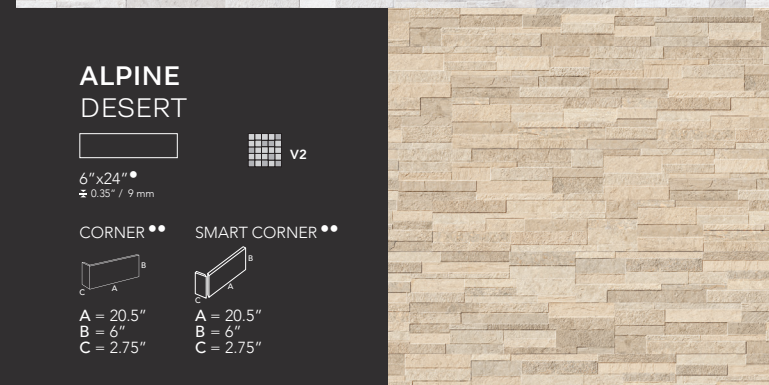 ALPINE
DESERT
V2
6”x24”●
0.35” / 9 mm
CORNER ●●
B
A
C
A = 20.5”
B = 6”
C = 2.75”
SMART CORNER ●●
B
A
C
A = 20.5”
B = 6”
C = 2.75”